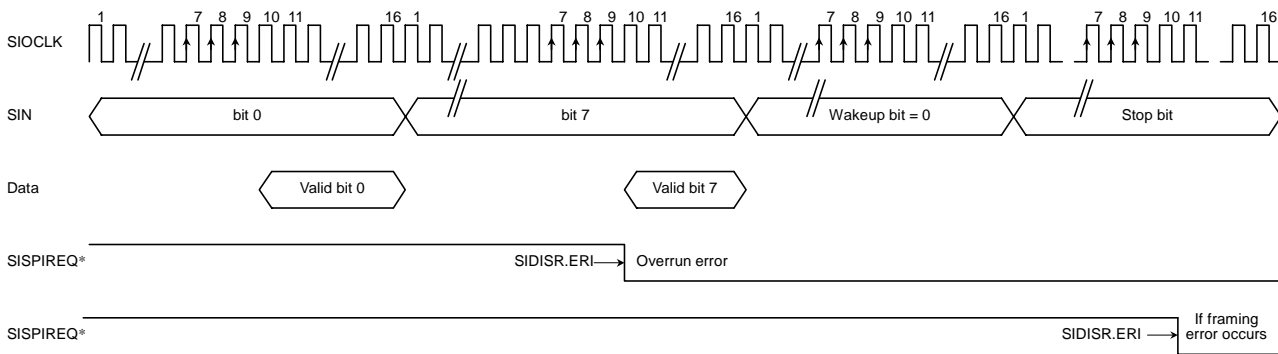 1 7 8 9 10 11 16 1 7 8 9 10 11 16 1 7 8 9 10 11 16 1 7 8 9 10 11 16
SIOCLK
SIN bit 0 bit 7 Wakeup bit = 0 Stop bit
Data Valid bit 0 Valid bit 7
SISPIREQ* SIDISR.ERI Overrun error
SISPIREQ* SIDISR.ERI If framing
error occurs